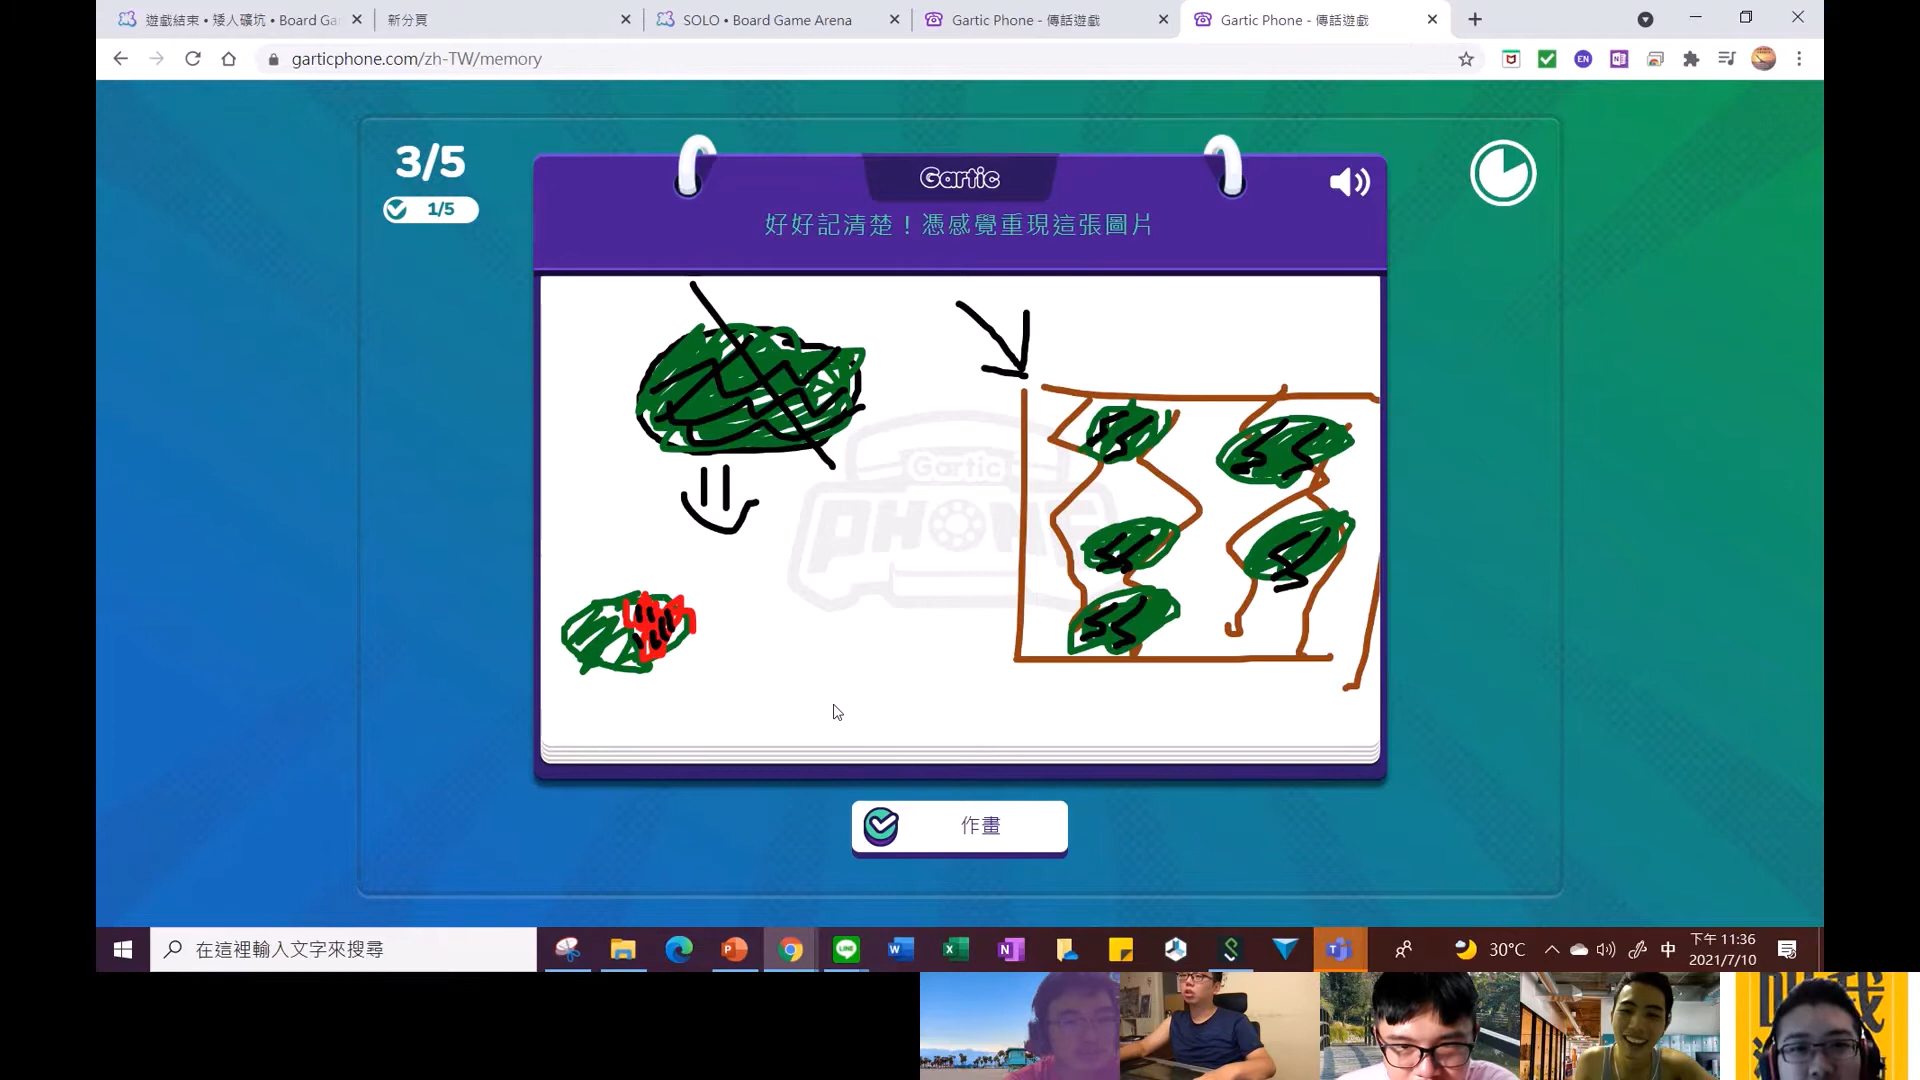 遊戲結束 • 矮人礦坑 • Board Ga
新分頁
SOLO • Board Game Arena
Gartic Phone - 傳話遊戲
Gartic Phone - 傳話遊戲
garticphone.com/zh-TW/memory
EN
3/5
1/5
Gartic
好好記清楚！憑感覺重現這張圖片
Gartic
PHONE
作畫
在這裡輸入文字來搜尋
30°C
中
下午 11:36
2021/7/10